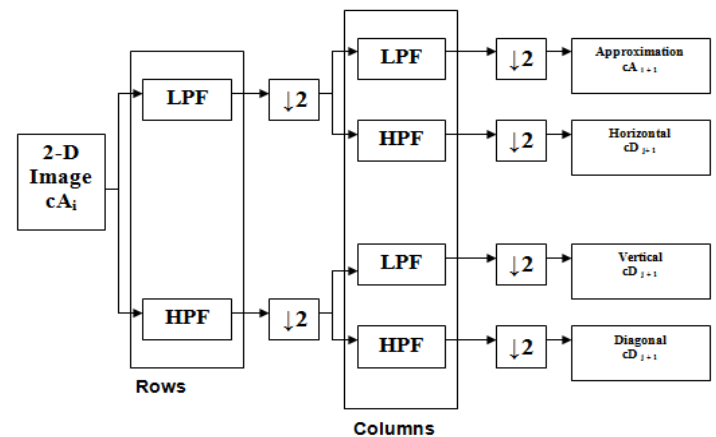 2-D
Image
cAi
LPF
HPF
Rows
↓2
↓2
LPF
HPF
LPF
HPF
Columns
↓2
↓2
↓2
↓2
Approximation
cA i+1
Horizontal
cD j+1
Vertical
cD j+1
Diagonal
cD j+1